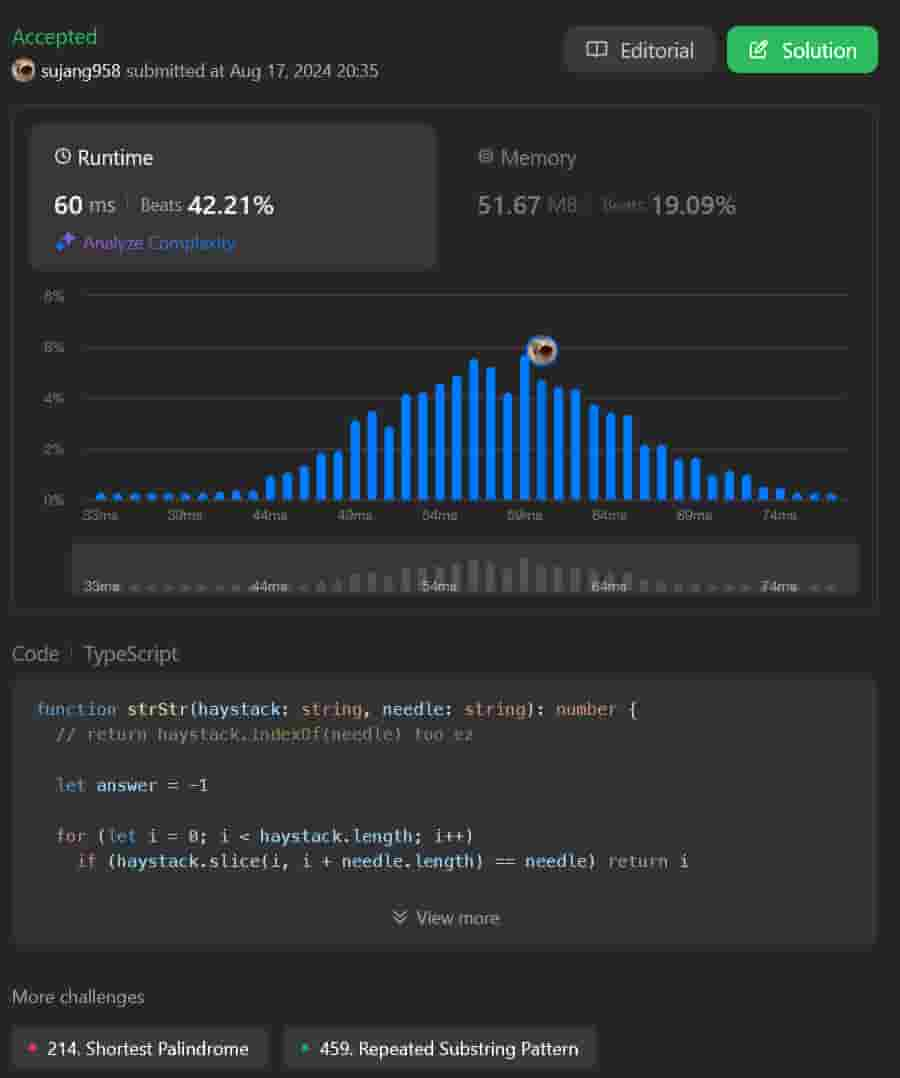 Accepted
Editorial
Solution
sujang958 submitted at Aug 17, 2024 20:35
Runtime
Memory
60 ms | Beats 42.21%
51.67 MB | Beats 19.09%
Analyze Complexity
8%
6%
4%
2%
0%
33ms 39ms 44ms 49ms 54ms 59ms 64ms 69ms 74ms
33ms 44ms 54ms 64ms 74ms
Code | TypeScript
function strStr(haystack: string, needle: string): number {
// return haystack.indexOf(needle) too ez
let answer = -1
for (let i = 0; i < haystack.length; i++)
if (haystack.slice(i, i + needle.length) == needle) return i
View more
More challenges
214. Shortest Palindrome
459. Repeated Substring Pattern